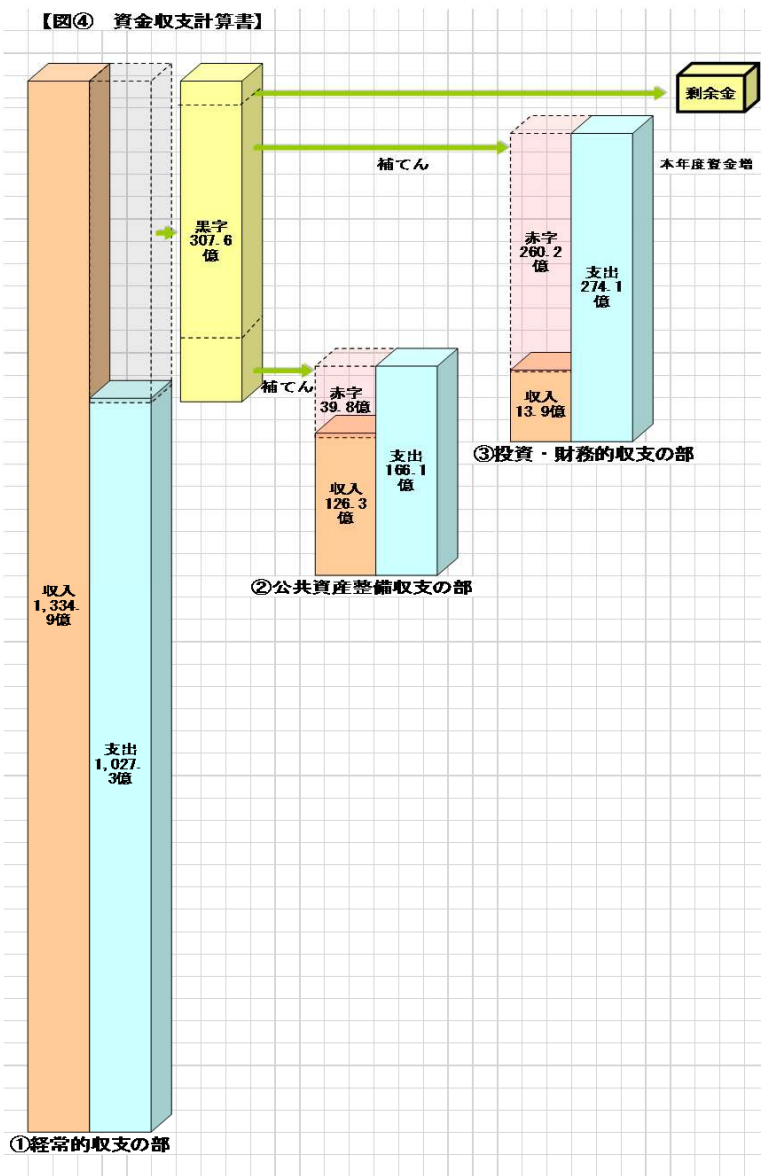 【図④　資金収支計算書】
剰余金
補てん
本年度資金増
黒字
307.6
億
赤字
260.2
億
支出
274.1
億
補てん
赤字
39.8億
収入
13.9億
③投資・財務的収支の部
支出
166.1
億
収入
126.3
億
②公共資産整備収支の部
収入
1,334.
9億
支出
1,027.
3億
①経常的収支の部